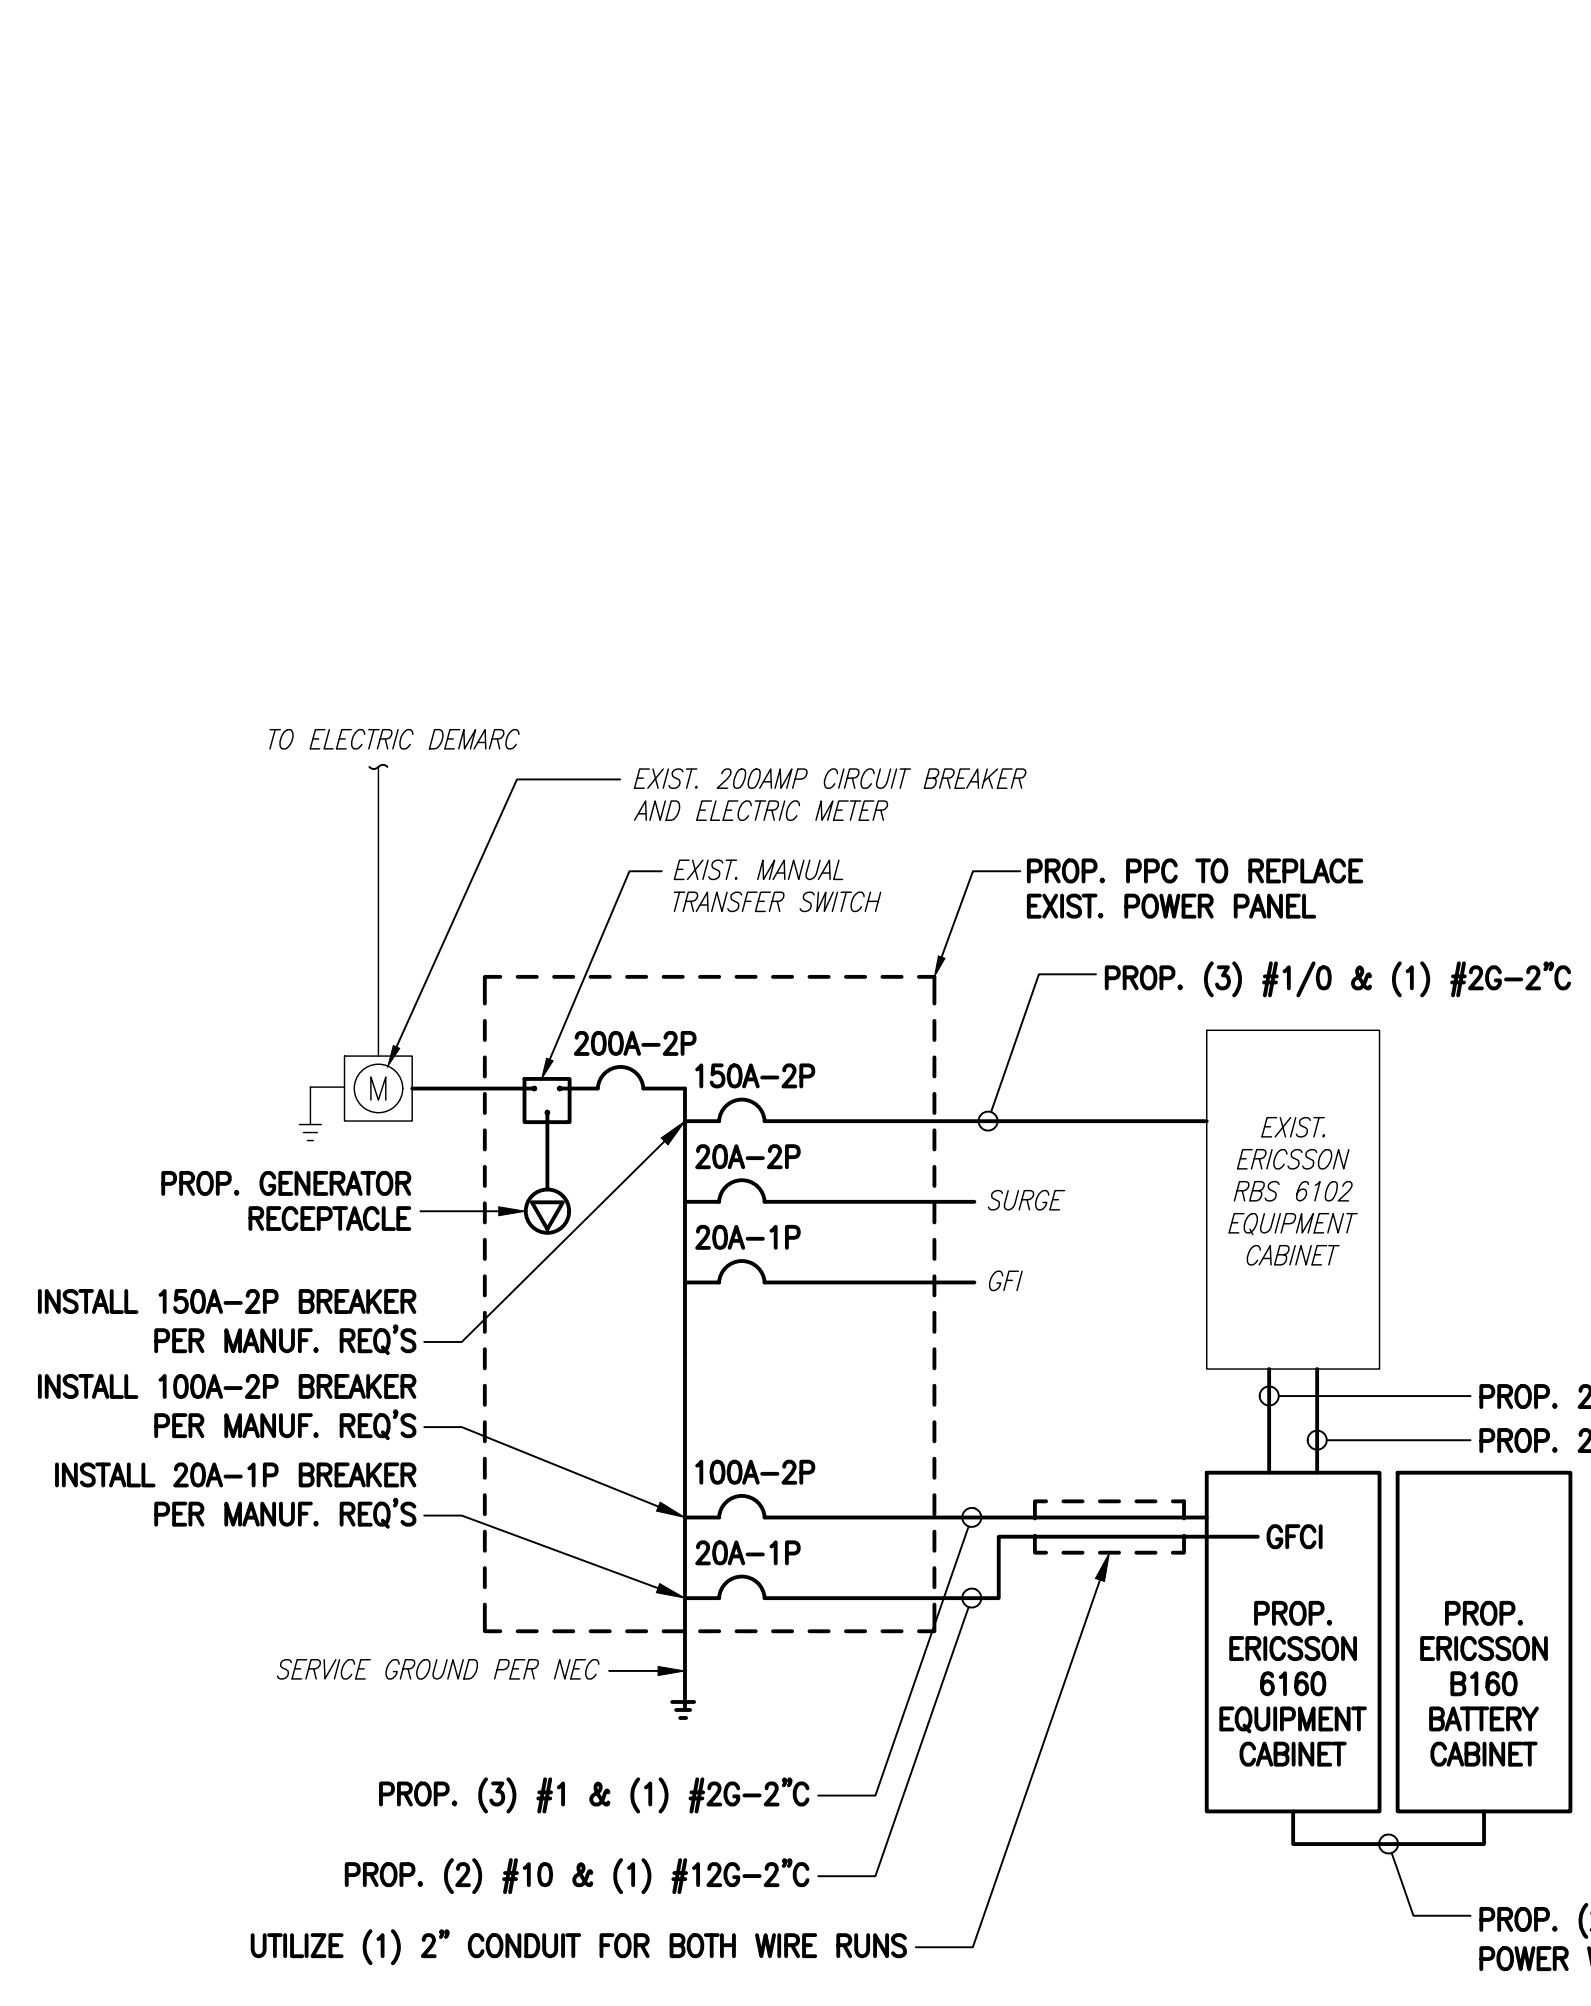 TO ELECTRIC DEMARC
EXIST. 200AMP CIRCUIT BREAKER
AND ELECTRIC METER
EXIST. MANUAL
TRANSFER SWITCH
PROP. PPC TO REPLACE
EXIST. POWER PANEL
PROP. (3) #1/0 & (1) #2G-2"C
200A-2P
150A-2P
M
EXIST.
ERICSSON
RBS 6102
EQUIPMENT
CABINET
20A-2P
PROP. GENERATOR
RECEPTACLE
SURGE
20A-1P
GFI
INSTALL 150A-2P BREAKER
PER MANUF. REQ'S
INSTALL 100A-2P BREAKER
PER MANUF. REQ'S
INSTALL 20A-1P BREAKER
PER MANUF. REQ'S
PROP. 2
PROP. 2
100A-2P
GFCI
20A-1P
PROP.
ERICSSON
6160
EQUIPMENT
CABINET
PROP.
ERICSSON
B160
BATTERY
CABINET
SERVICE GROUND PER NEC
PROP. (3) #1 & (1) #2G-2"C
PROP. (2) #10 & (1) #12G-2"C
UTILIZE (1) 2" CONDUIT FOR BOTH WIRE RUNS
PROP.
POWER